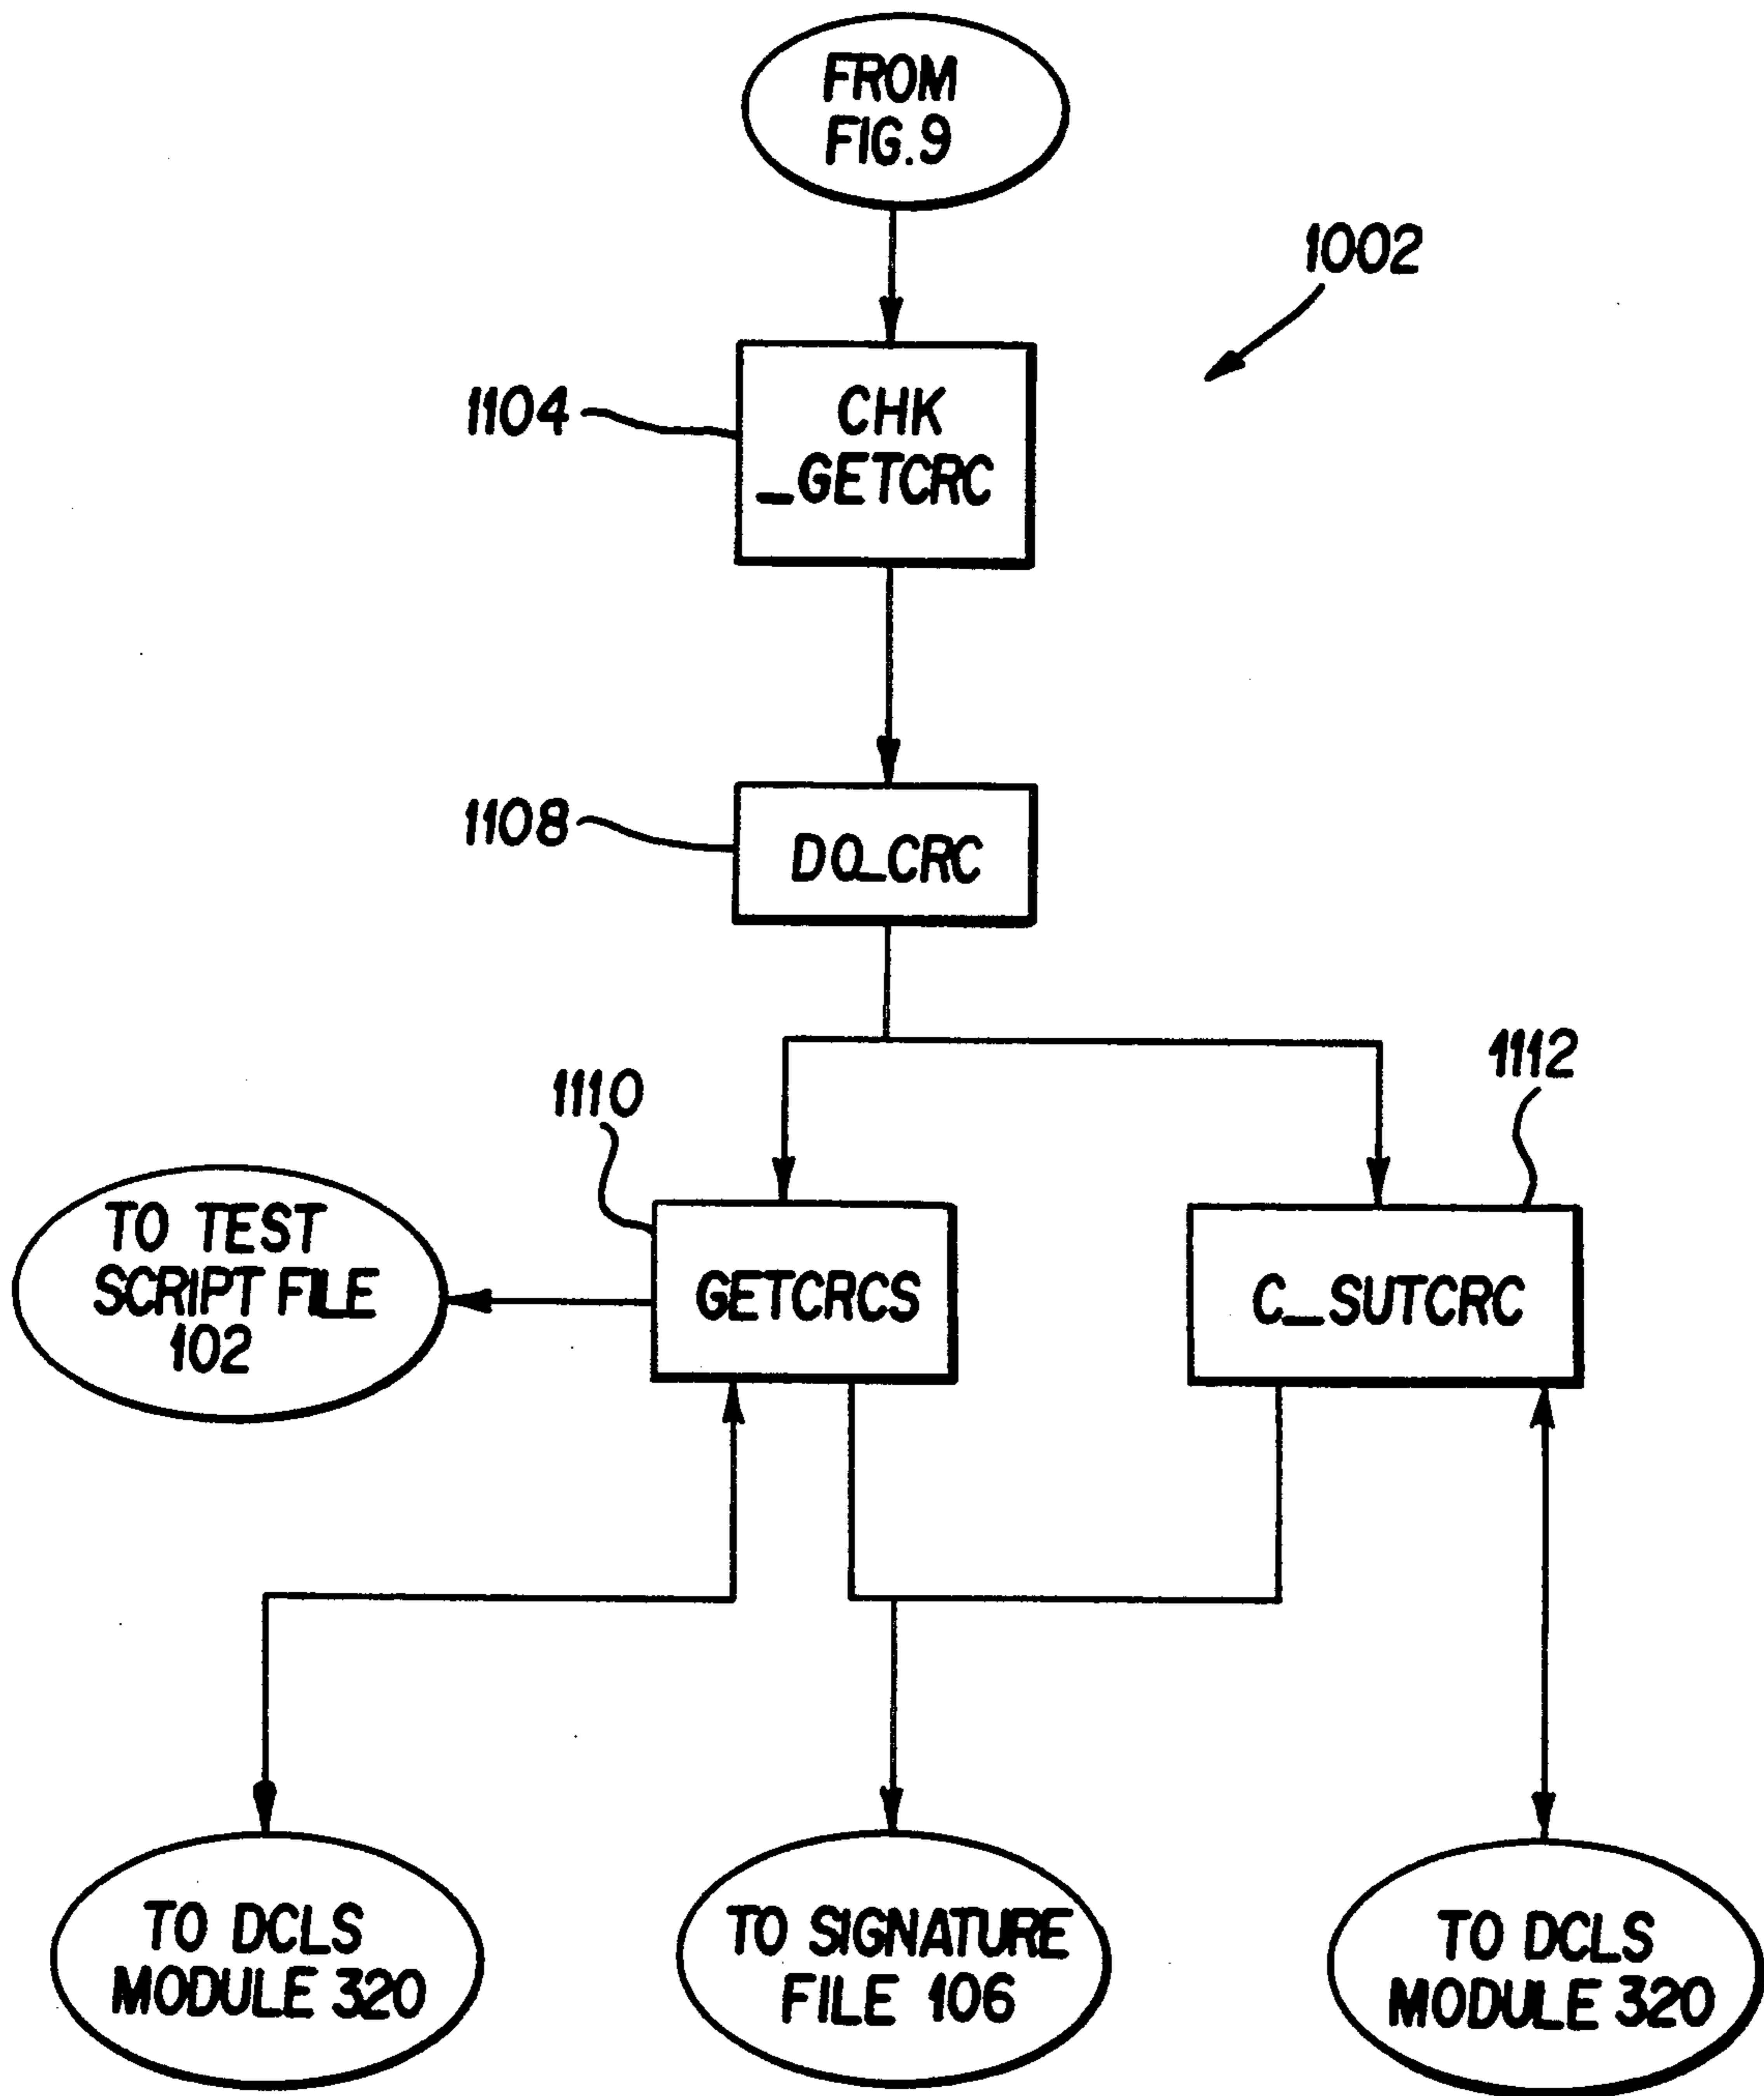 FROM
FIG.9
1002
1104
CHK
_GETCRC
1108
DO_CRC
1110
1112
TO TEST
SCRIPT FILE
102
GETCRCS
C_SUTCRC
TO DCLS
MODULE 320
TO SIGNATURE
FILE 106
TO DCLS
MODULE 320